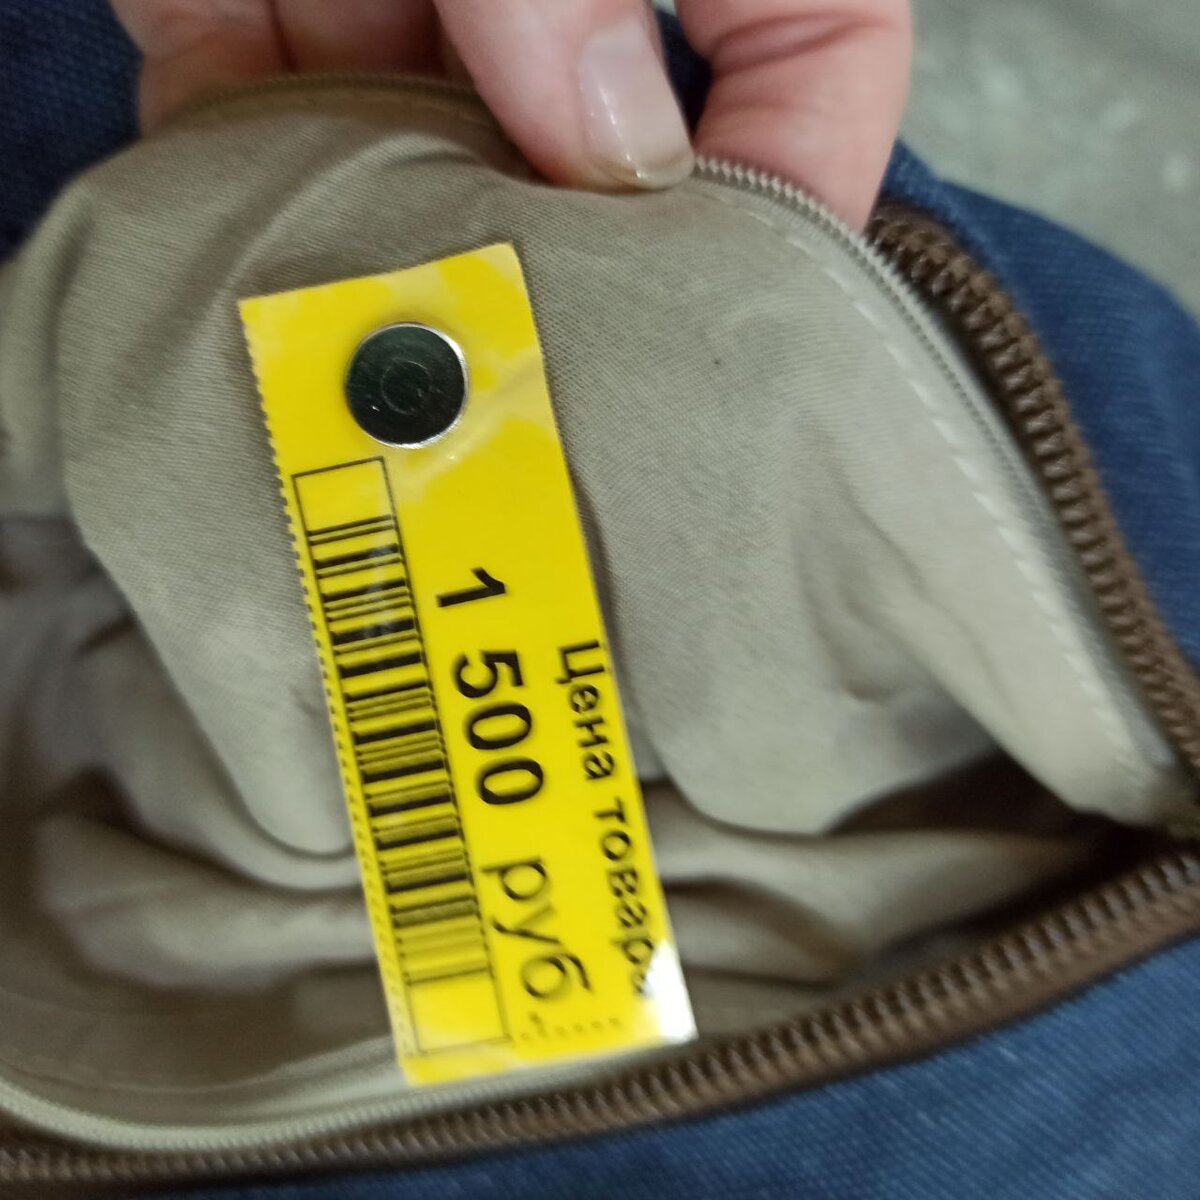 Цена товара
1 500 руб.